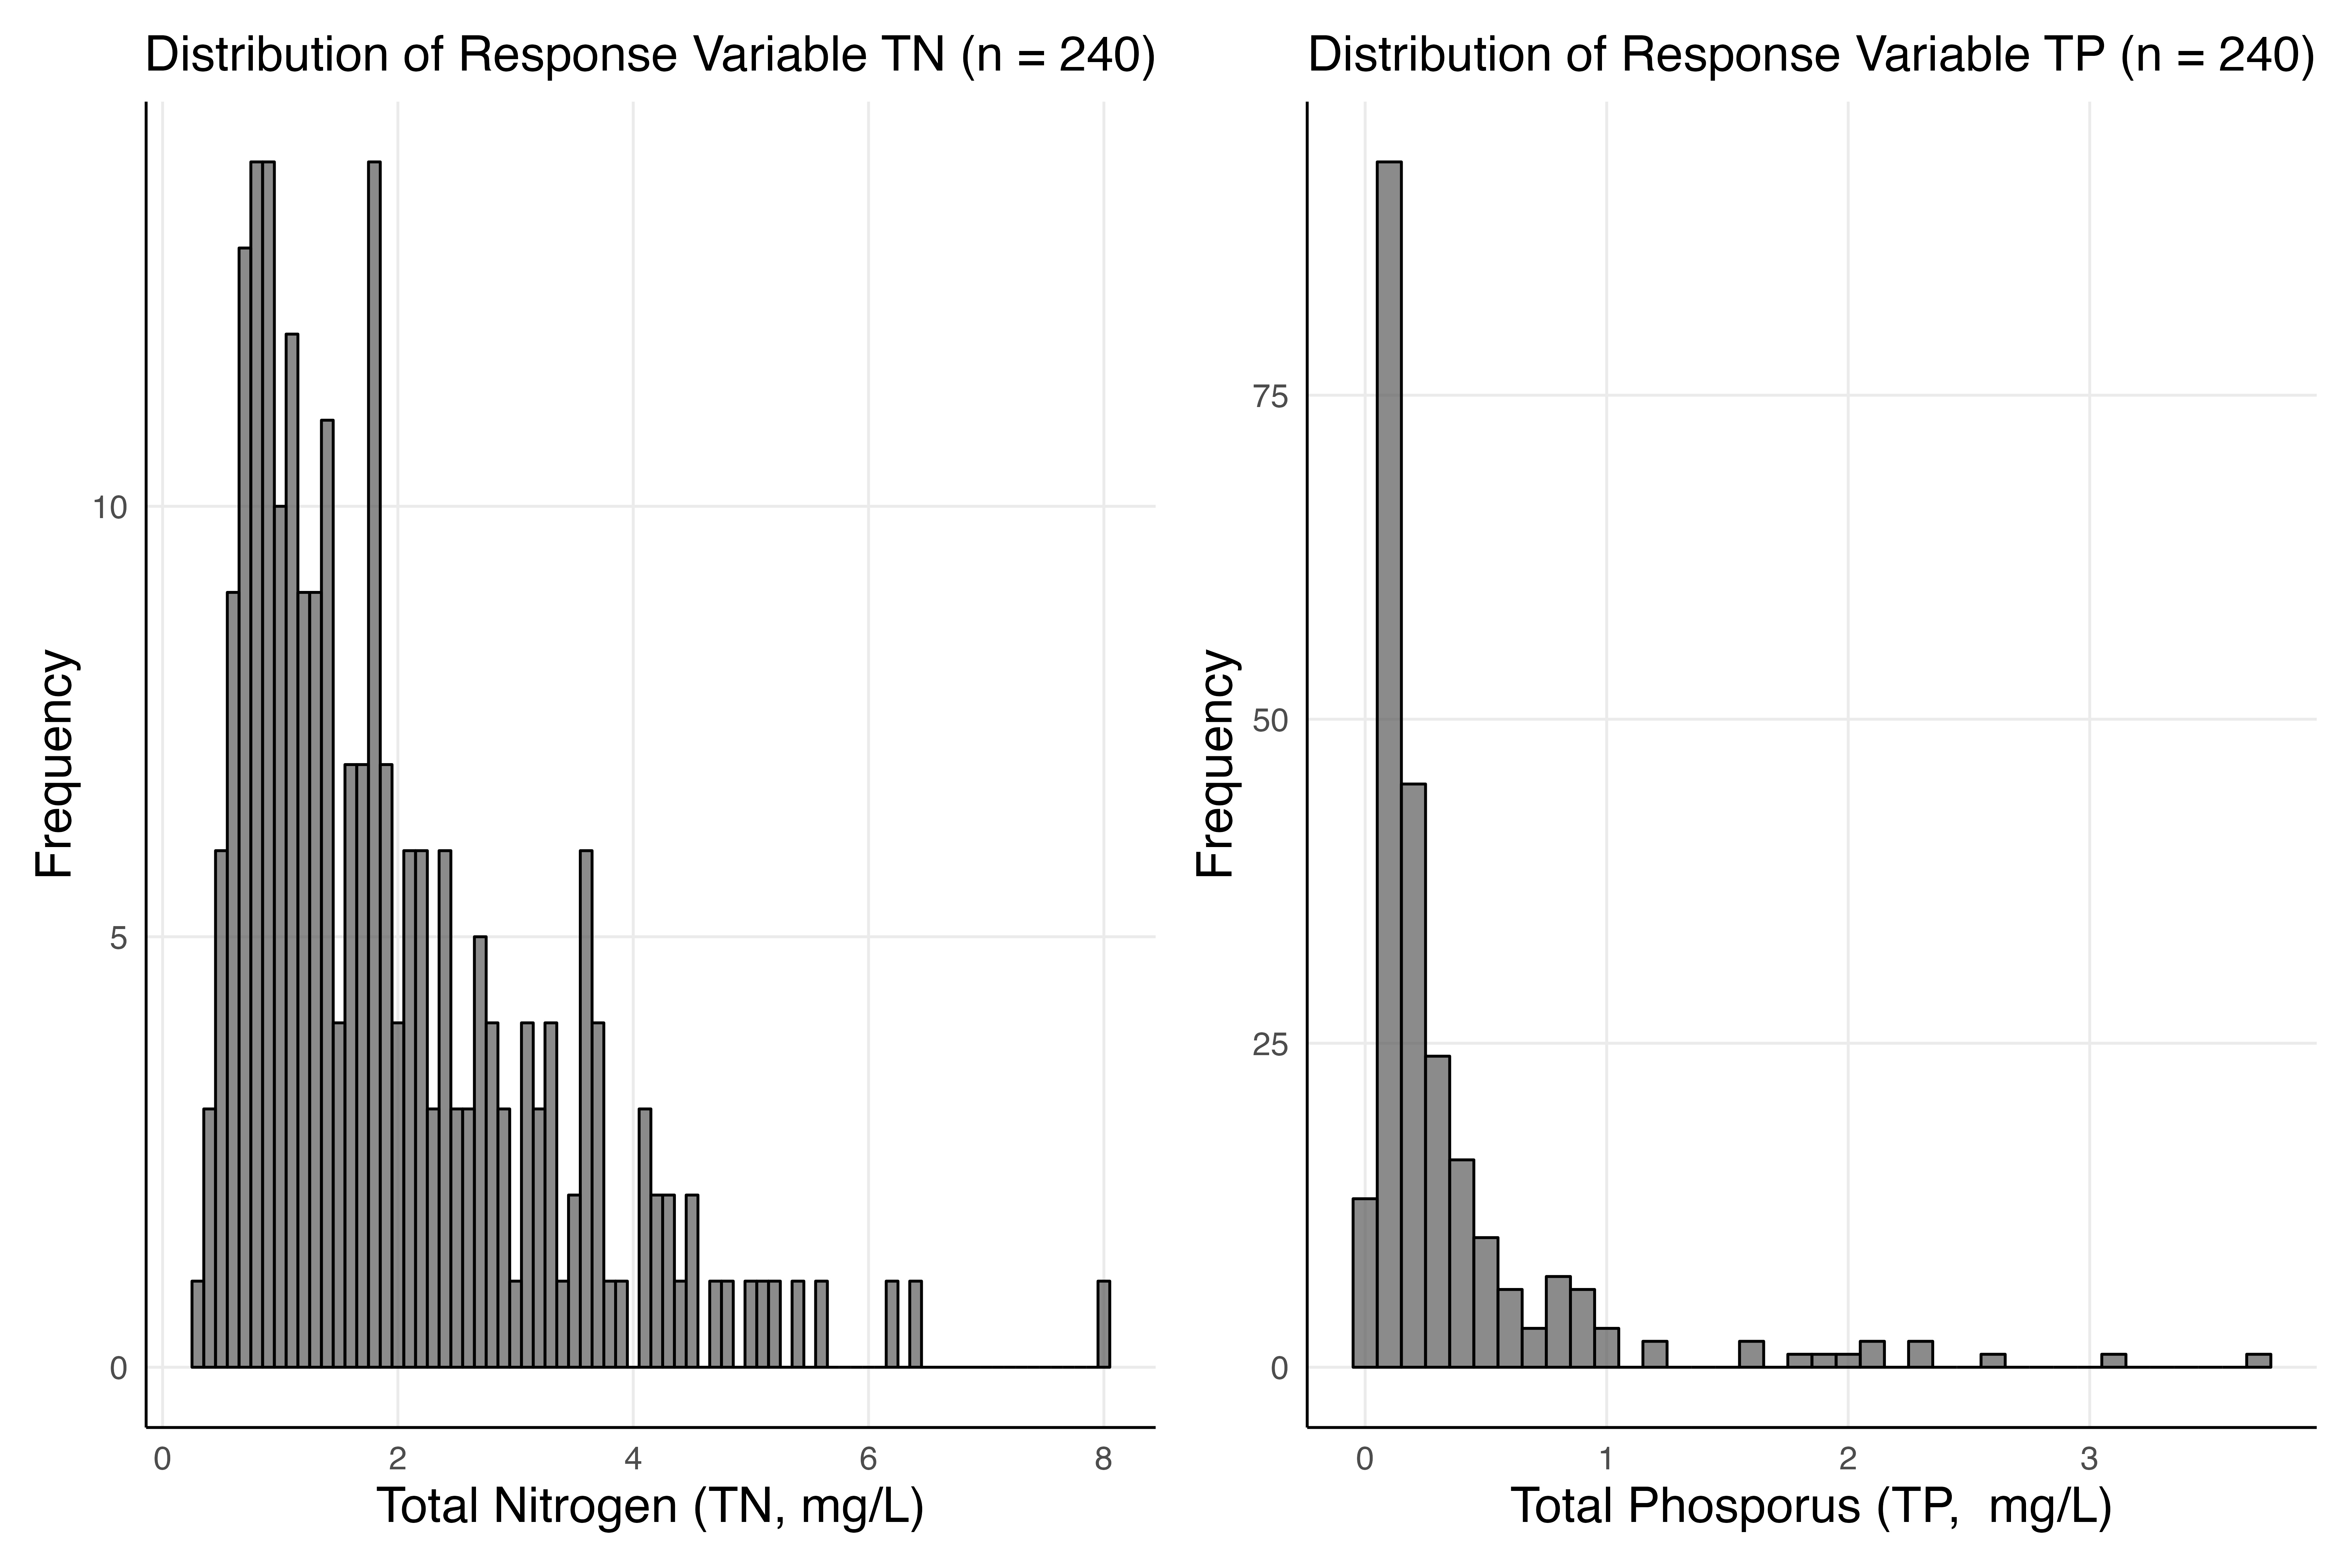 Distribution of Response Variable TN (n = 240)
Frequency
10
5
0
0 2 4 6 8
Total Nitrogen (TN, mg/L)
Distribution of Response Variable TP (n = 240)
Frequency
75
50
25
0
0 1 2 3
Total Phosporus (TP,  mg/L)